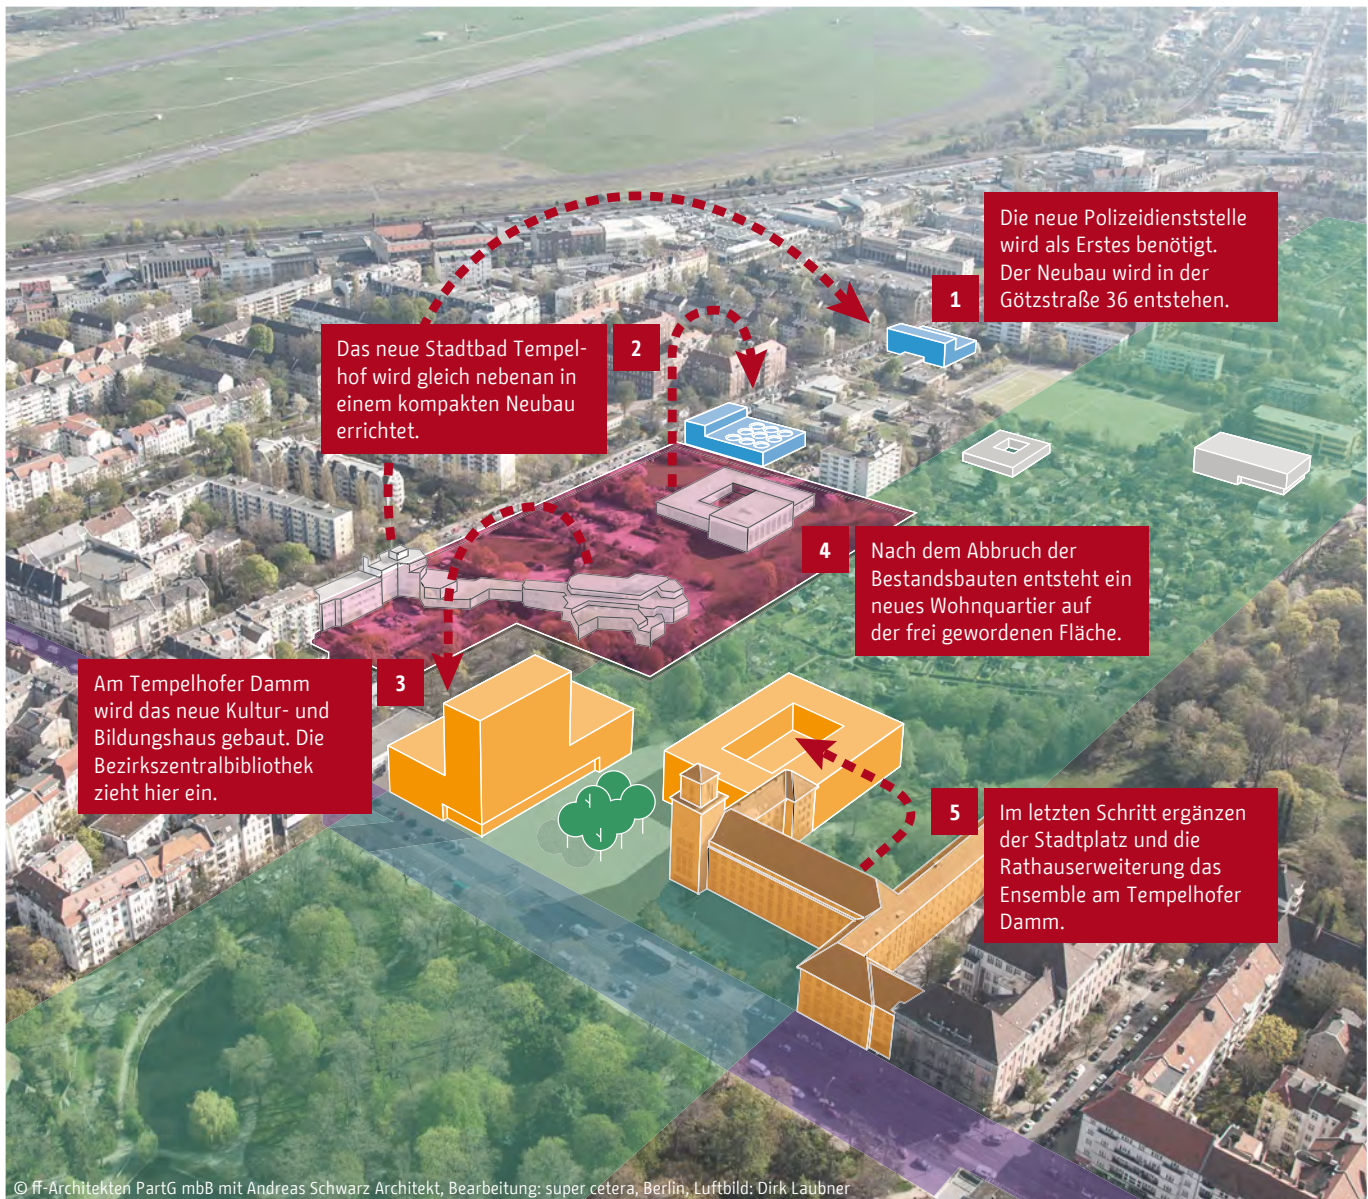 1
Die neue Polizeidienststelle
wird als Erstes benötigt.
Der Neubau wird in der
Götzstraße 36 entstehen.
2
Das neue Stadtbad Tempel-
hof wird gleich nebenan in
einem kompakten Neubau
errichtet.
3
Am Tempelhofer Damm
wird das neue Kultur- und
Bildungshaus gebaut. Die
Bezirkszentralbibliothek
zieht hier ein.
4
Nach dem Abbruch der
Bestandsbauten entsteht ein
neues Wohnquartier auf
der frei gewordenen Fläche.
5
Im letzten Schritt ergänzen
der Stadtplatz und die
Rathauserweiterung das
Ensemble am Tempelhofer
Damm.
© ff-Architekten PartG mbB mit Andreas Schwarz Architekt, Bearbeitung: super cetera, Berlin, Luftbild: Dirk Laubner